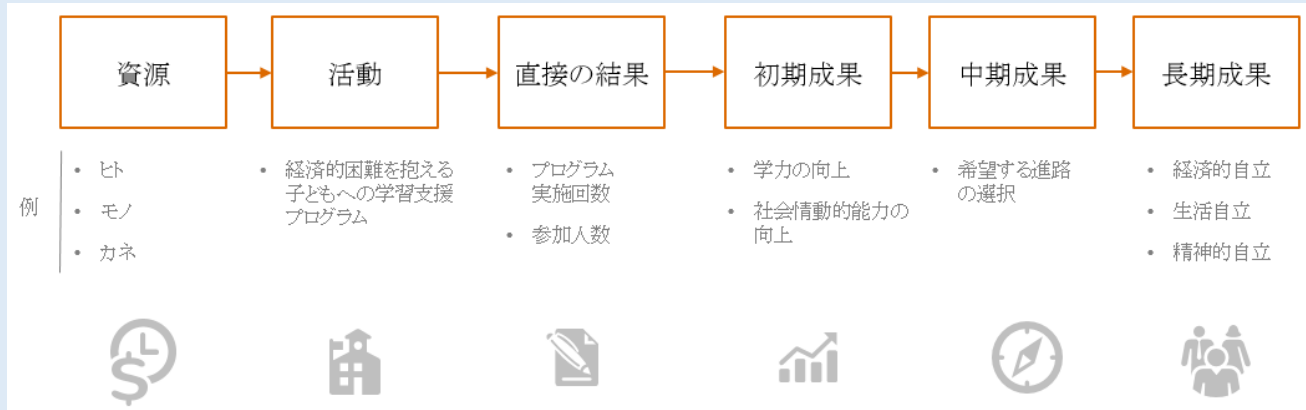 資源
活動
直接の結果
初期成果
中期成果
長期成果
例
• ヒト
• モノ
• カネ
• 経済的困難を抱える
子どもへの学習支援
プログラム
• プログラム
実施回数
• 参加人数
• 学力の向上
• 社会情動的能力の
向上
• 希望する進路
の選択
• 経済的自立
• 生活自立
• 精神的自立